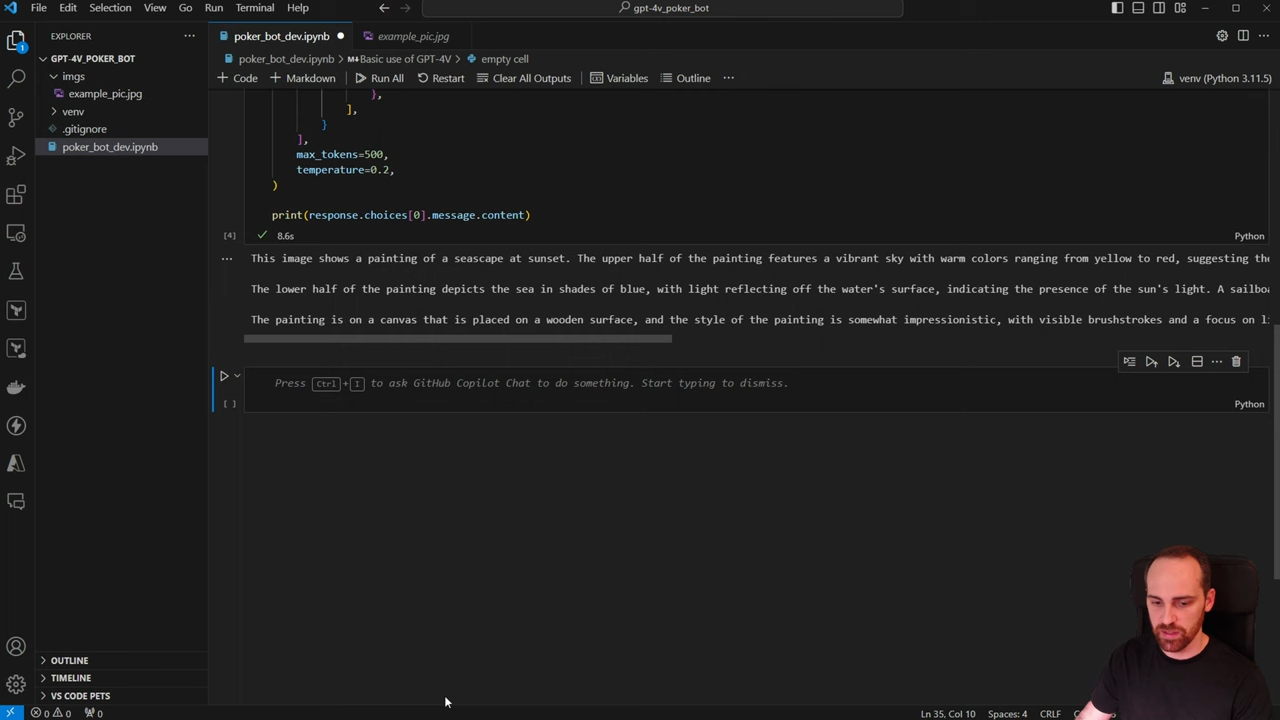 File Edit Selection View Go Run Terminal Help
gpt-4v_poker_bot
EXPLORER
poker_bot_dev.ipynb
example_pic.jpg
GPT-4V_POKER_BOT
poker_bot_dev.ipynb > Basic use of GPT-4V > empty cell
imgs
+ Code + Markdown Run All Restart Clear All Outputs Variables Outline ...
venv (Python 3.11.5)
example_pic.jpg
venv
.gitignore
poker_bot_dev.ipynb
},
],
}
],
max_tokens=500,
temperature=0.2,
)
print(response.choices[0].message.content)
[4] 8.6s
Python
This image shows a painting of a seascape at sunset. The upper half of the painting features a vibrant sky with warm colors ranging from yellow to red, suggesting the
The lower half of the painting depicts the sea in shades of blue, with light reflecting off the water's surface, indicating the presence of the sun's light. A sailboa
The painting is on a canvas that is placed on a wooden surface, and the style of the painting is somewhat impressionistic, with visible brushstrokes and a focus on li
Press Ctrl + I to ask GitHub Copilot Chat to do something. Start typing to dismiss.
[ ]
Python
OUTLINE
TIMELINE
VS CODE PETS
0 0 0
Ln 35, Col 10 Spaces: 4 CRLF